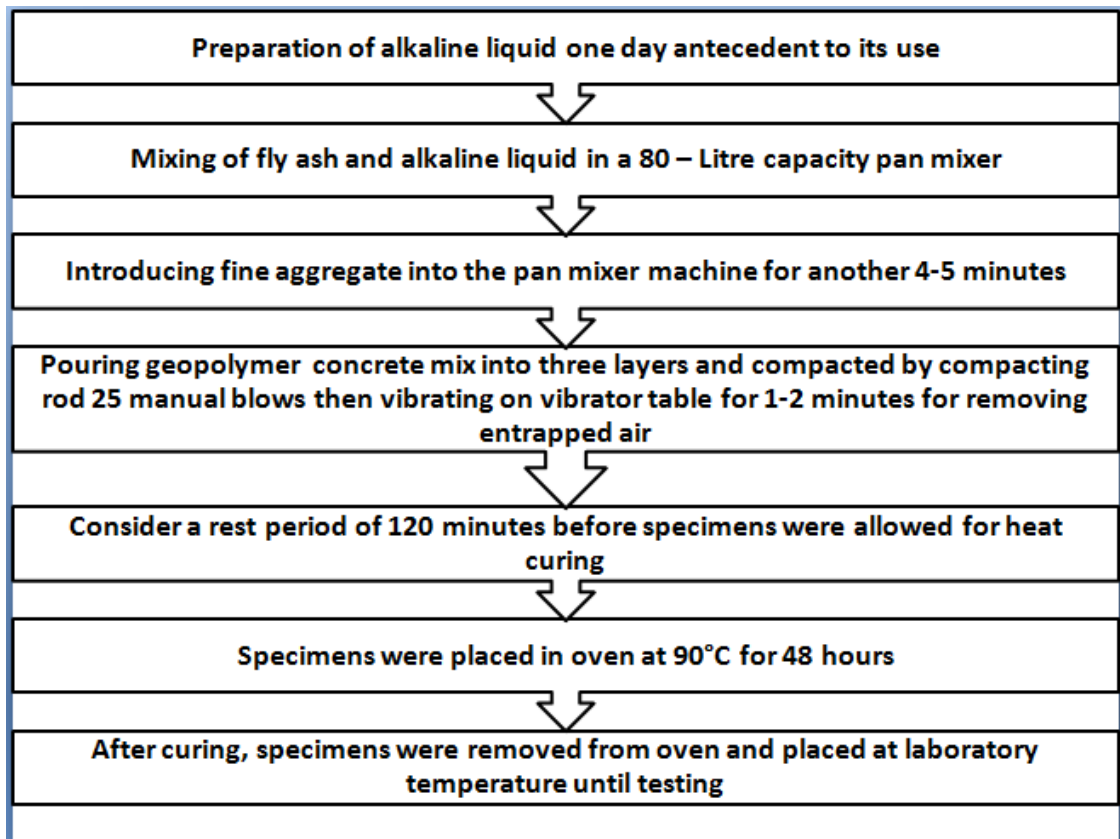 Preparation of alkaline liquid one day antecedent to its use
Mixing of fly ash and alkaline liquid in a 80 – Litre capacity pan mixer
Introducing fine aggregate into the pan mixer machine for another 4-5 minutes
Pouring geopolymer concrete mix into three layers and compacted by compacting
rod 25 manual blows then vibrating on vibrator table for 1-2 minutes for removing
entrapped air
Consider a rest period of 120 minutes before specimens were allowed for heat
curing
Specimens were placed in oven at 90°C for 48 hours
After curing, specimens were removed from oven and placed at laboratory
temperature until testing